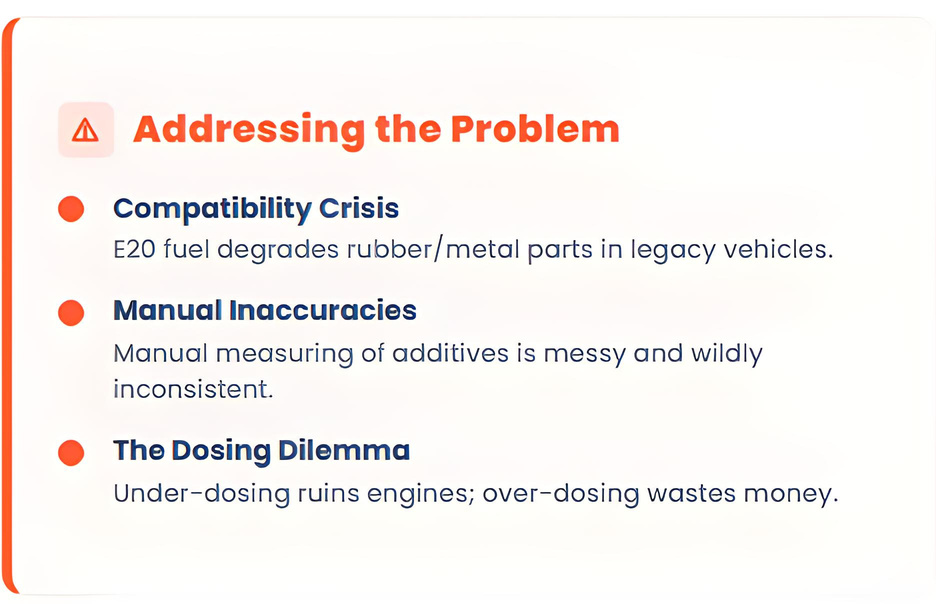 Addressing the Problem
Compatibility Crisis
E20 fuel degrades rubber/metal parts in legacy vehicles.
Manual Inaccuracies
Manual measuring of additives is messy and wildly
inconsistent.
The Dosing Dilemma
Under-dosing ruins engines; over-dosing wastes money.